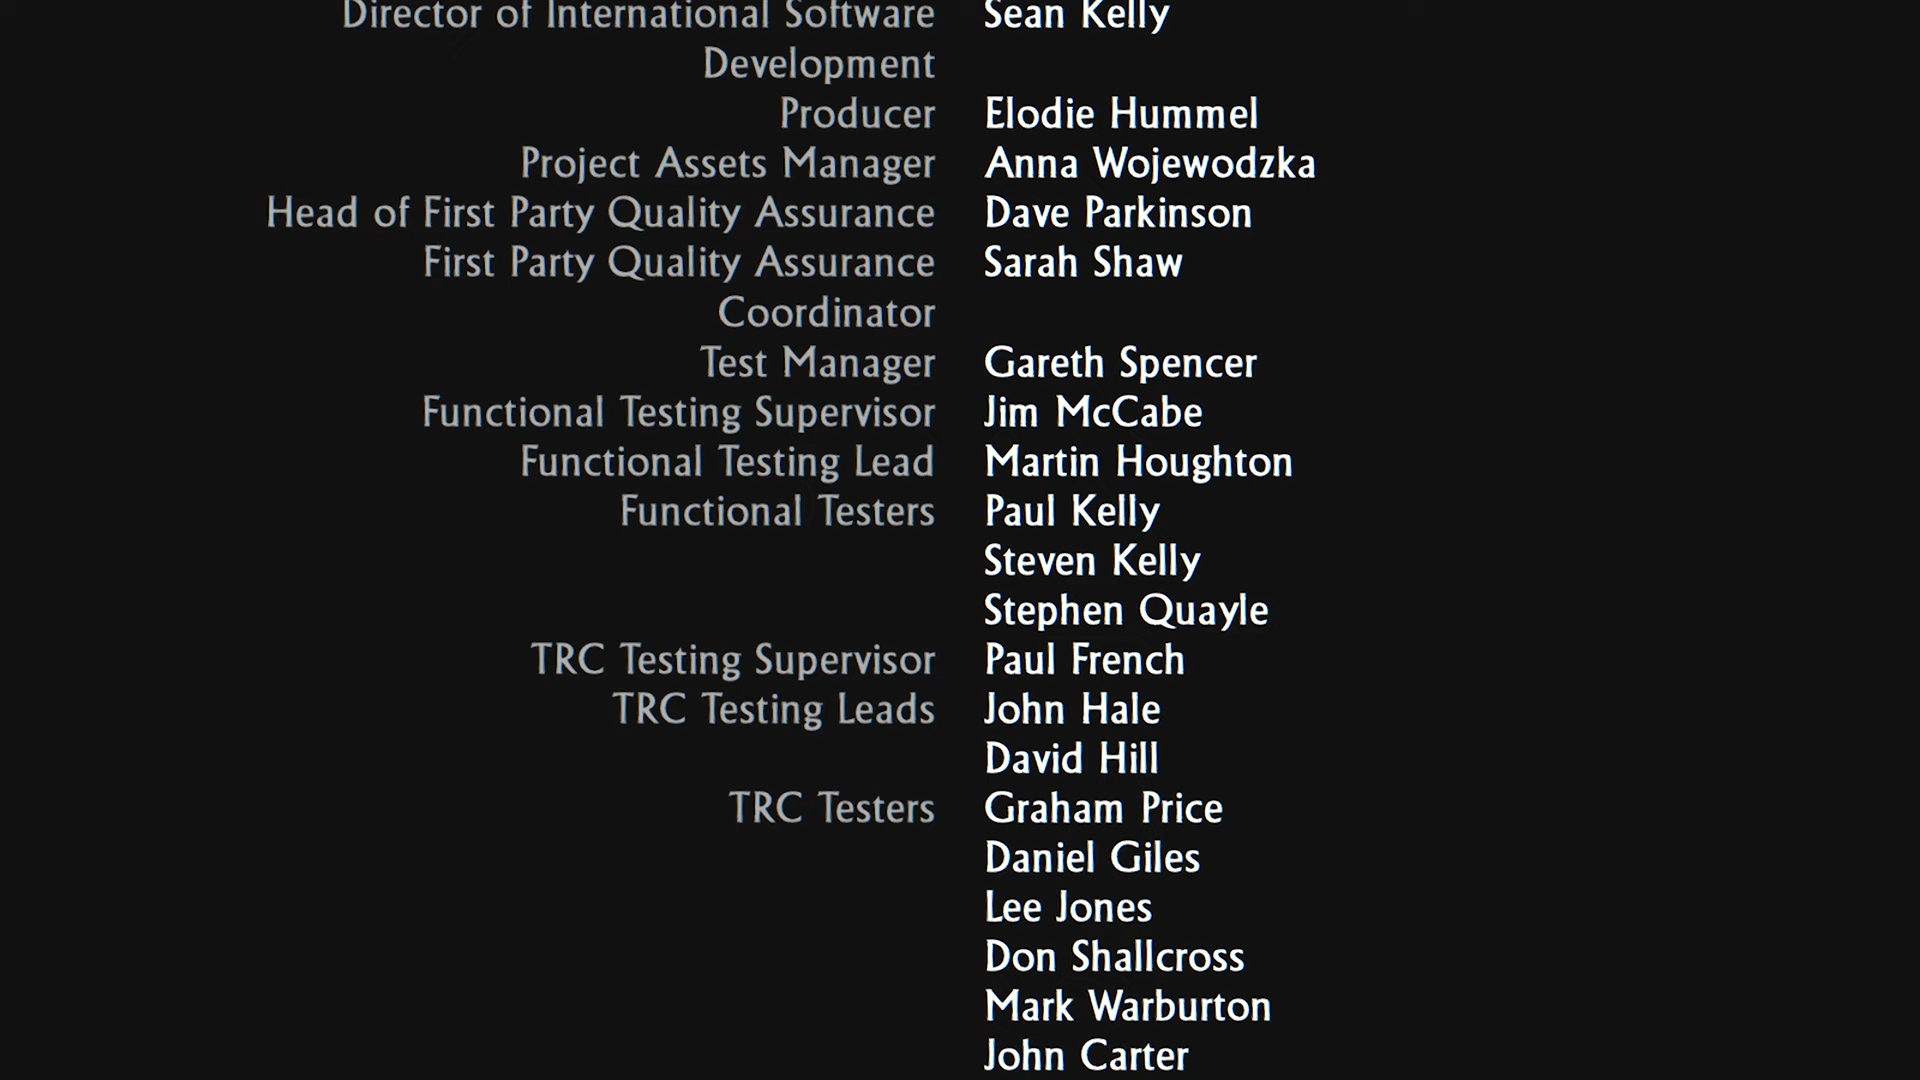 Director of International Software Sean Kelly
Development
Producer Elodie Hummel
Project Assets Manager Anna Wojewodzka
Head of First Party Quality Assurance Dave Parkinson
First Party Quality Assurance Sarah Shaw
Coordinator
Test Manager Gareth Spencer
Functional Testing Supervisor Jim McCabe
Functional Testing Lead Martin Houghton
Functional Testers Paul Kelly
Steven Kelly
Stephen Quayle
TRC Testing Supervisor Paul French
TRC Testing Leads John Hale
David Hill
TRC Testers Graham Price
Daniel Giles
Lee Jones
Don Shallcross
Mark Warburton
John Carter